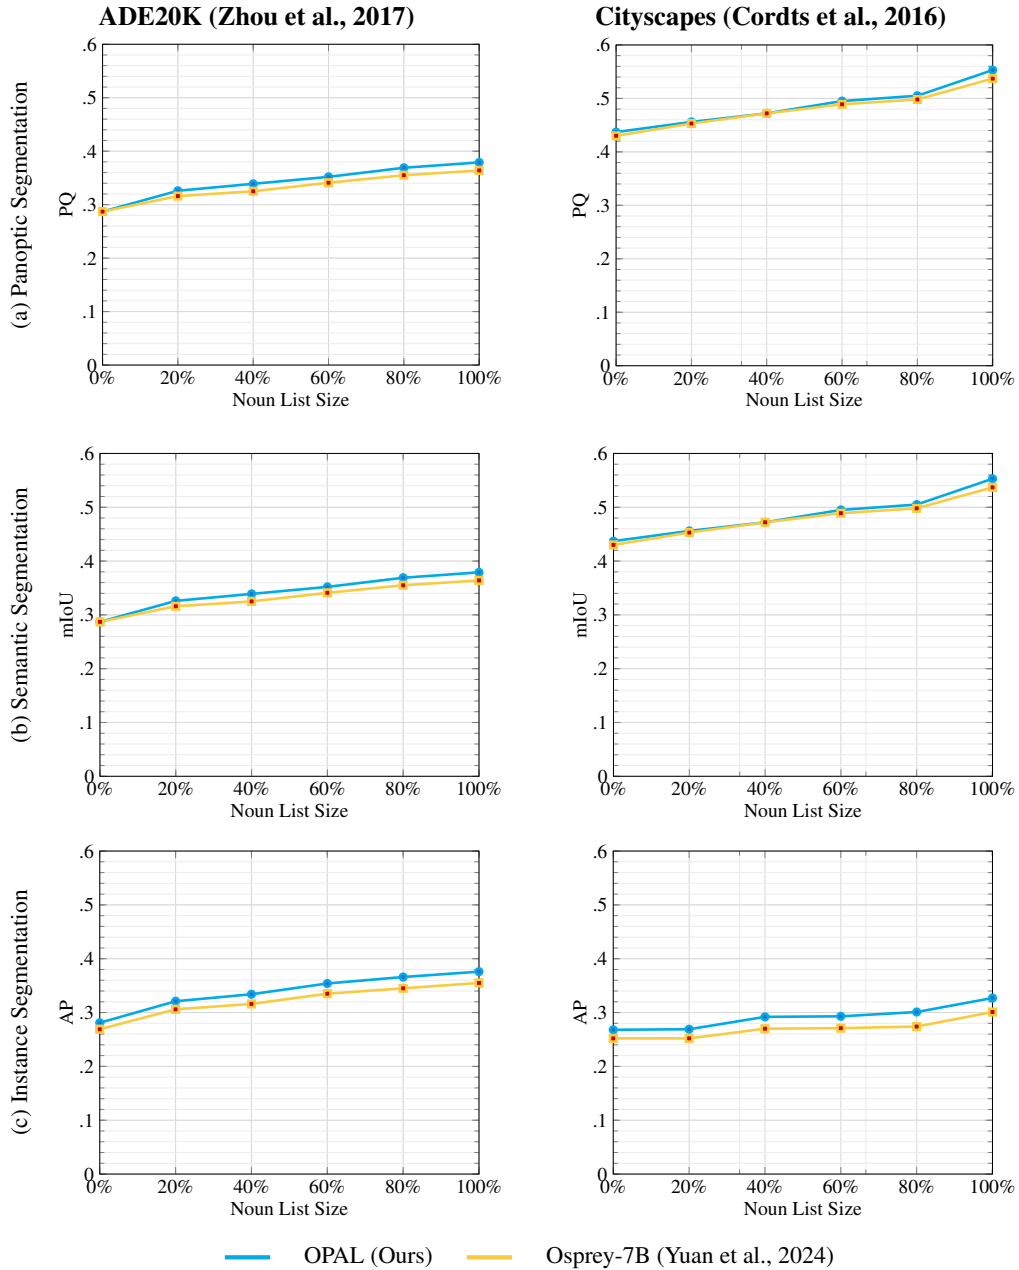 ADE20K (Zhou et al., 2017)
Cityscapes (Cordts et al., 2016)
(a) Panoptic Segmentation
.6
.5
.4
.3
.2
.1
0
PQ
0% 20% 40% 60% 80% 100%
Noun List Size
.6
.5
.4
.3
.2
.1
0
PQ
0% 20% 40% 60% 80% 100%
Noun List Size
(b) Semantic Segmentation
.6
.5
.4
.3
.2
.1
0
mIoU
0% 20% 40% 60% 80% 100%
Noun List Size
.6
.5
.4
.3
.2
.1
0
mIoU
0% 20% 40% 60% 80% 100%
Noun List Size
(c) Instance Segmentation
.6
.5
.4
.3
.2
.1
0
AP
0% 20% 40% 60% 80% 100%
Noun List Size
.6
.5
.4
.3
.2
.1
0
AP
0% 20% 40% 60% 80% 100%
Noun List Size
OPAL (Ours)
Osprey-7B (Yuan et al., 2024)